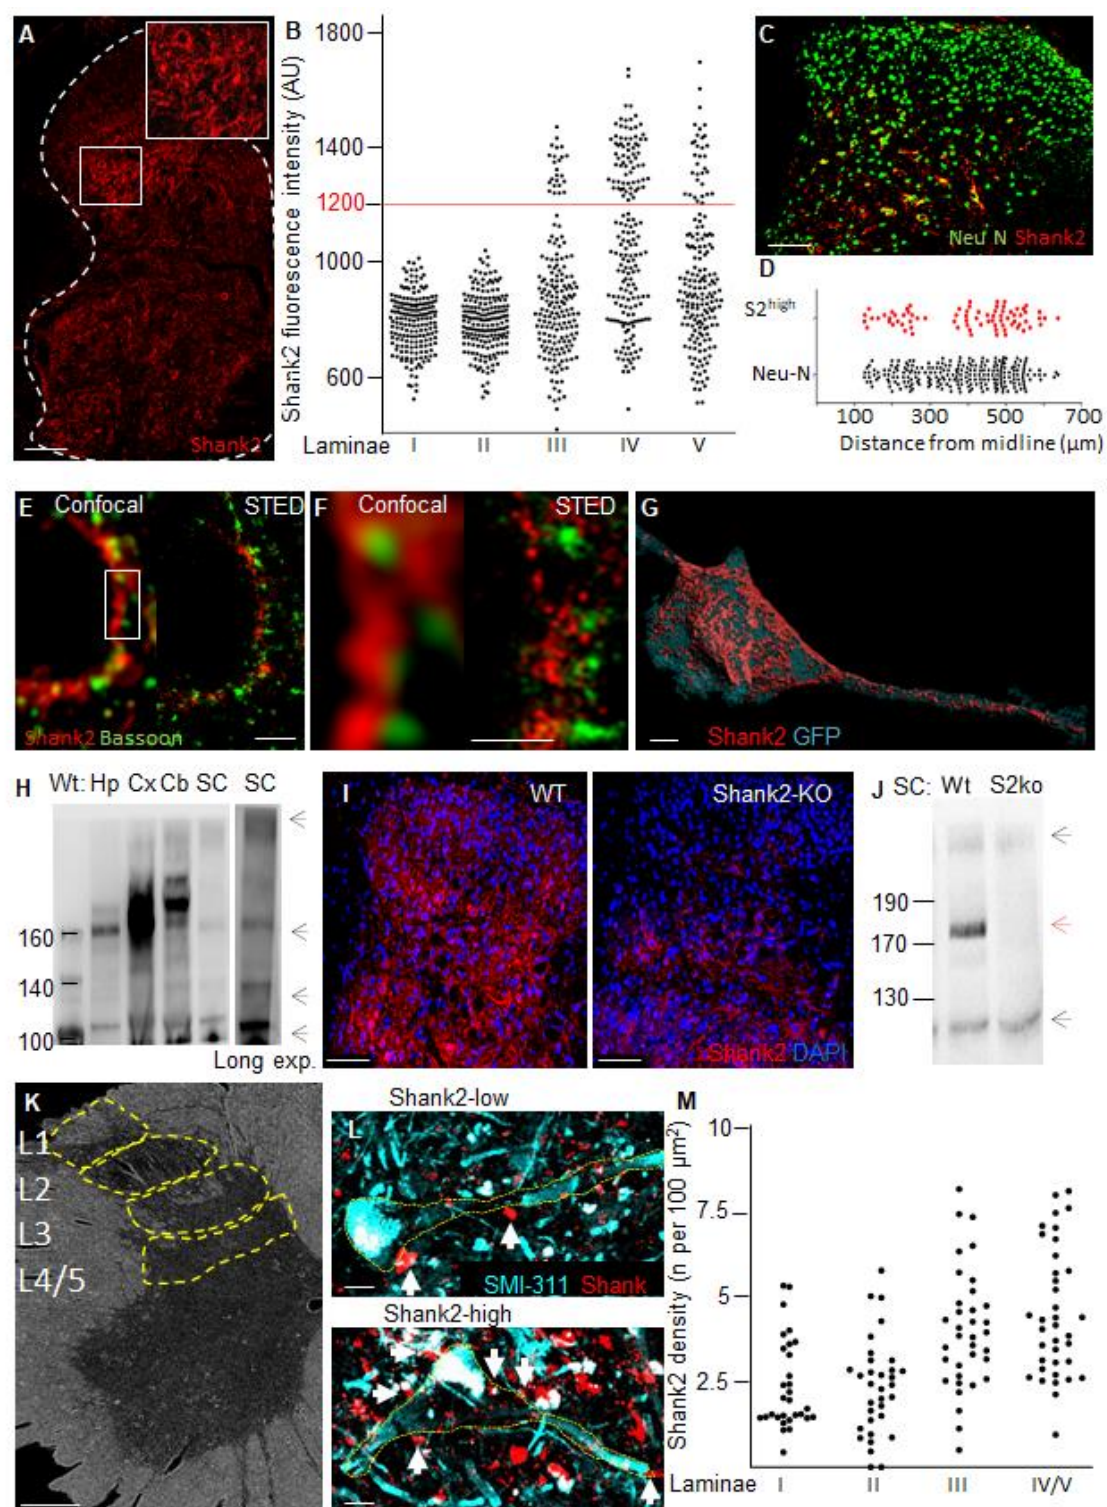 A
Shank2
B
Shank2 fluorescence intensity (AU)
1800
1400
1200
1000
600
Laminae I II III IV V
C
Neu N Shank2
D
S2high
Neu-N
100 300 500 700
Distance from midline (µm)
E Confocal STED
Shank2 Bassoon
F Confocal STED
G
Shank2 GFP
H Wt: Hp Cx Cb SC SC
160
140
100
Long exp.
I WT Shank2-KO
Shank2 DAPI
J SC: Wt S2ko
190
170
130
K
L1
L2
L3
L4/5
Shank2-low
L
SMI-311 Shank
Shank2-high
M
Shank2 density (n per 100 µm2)
10
7.5
5
2.5
Laminae I II III IV/V